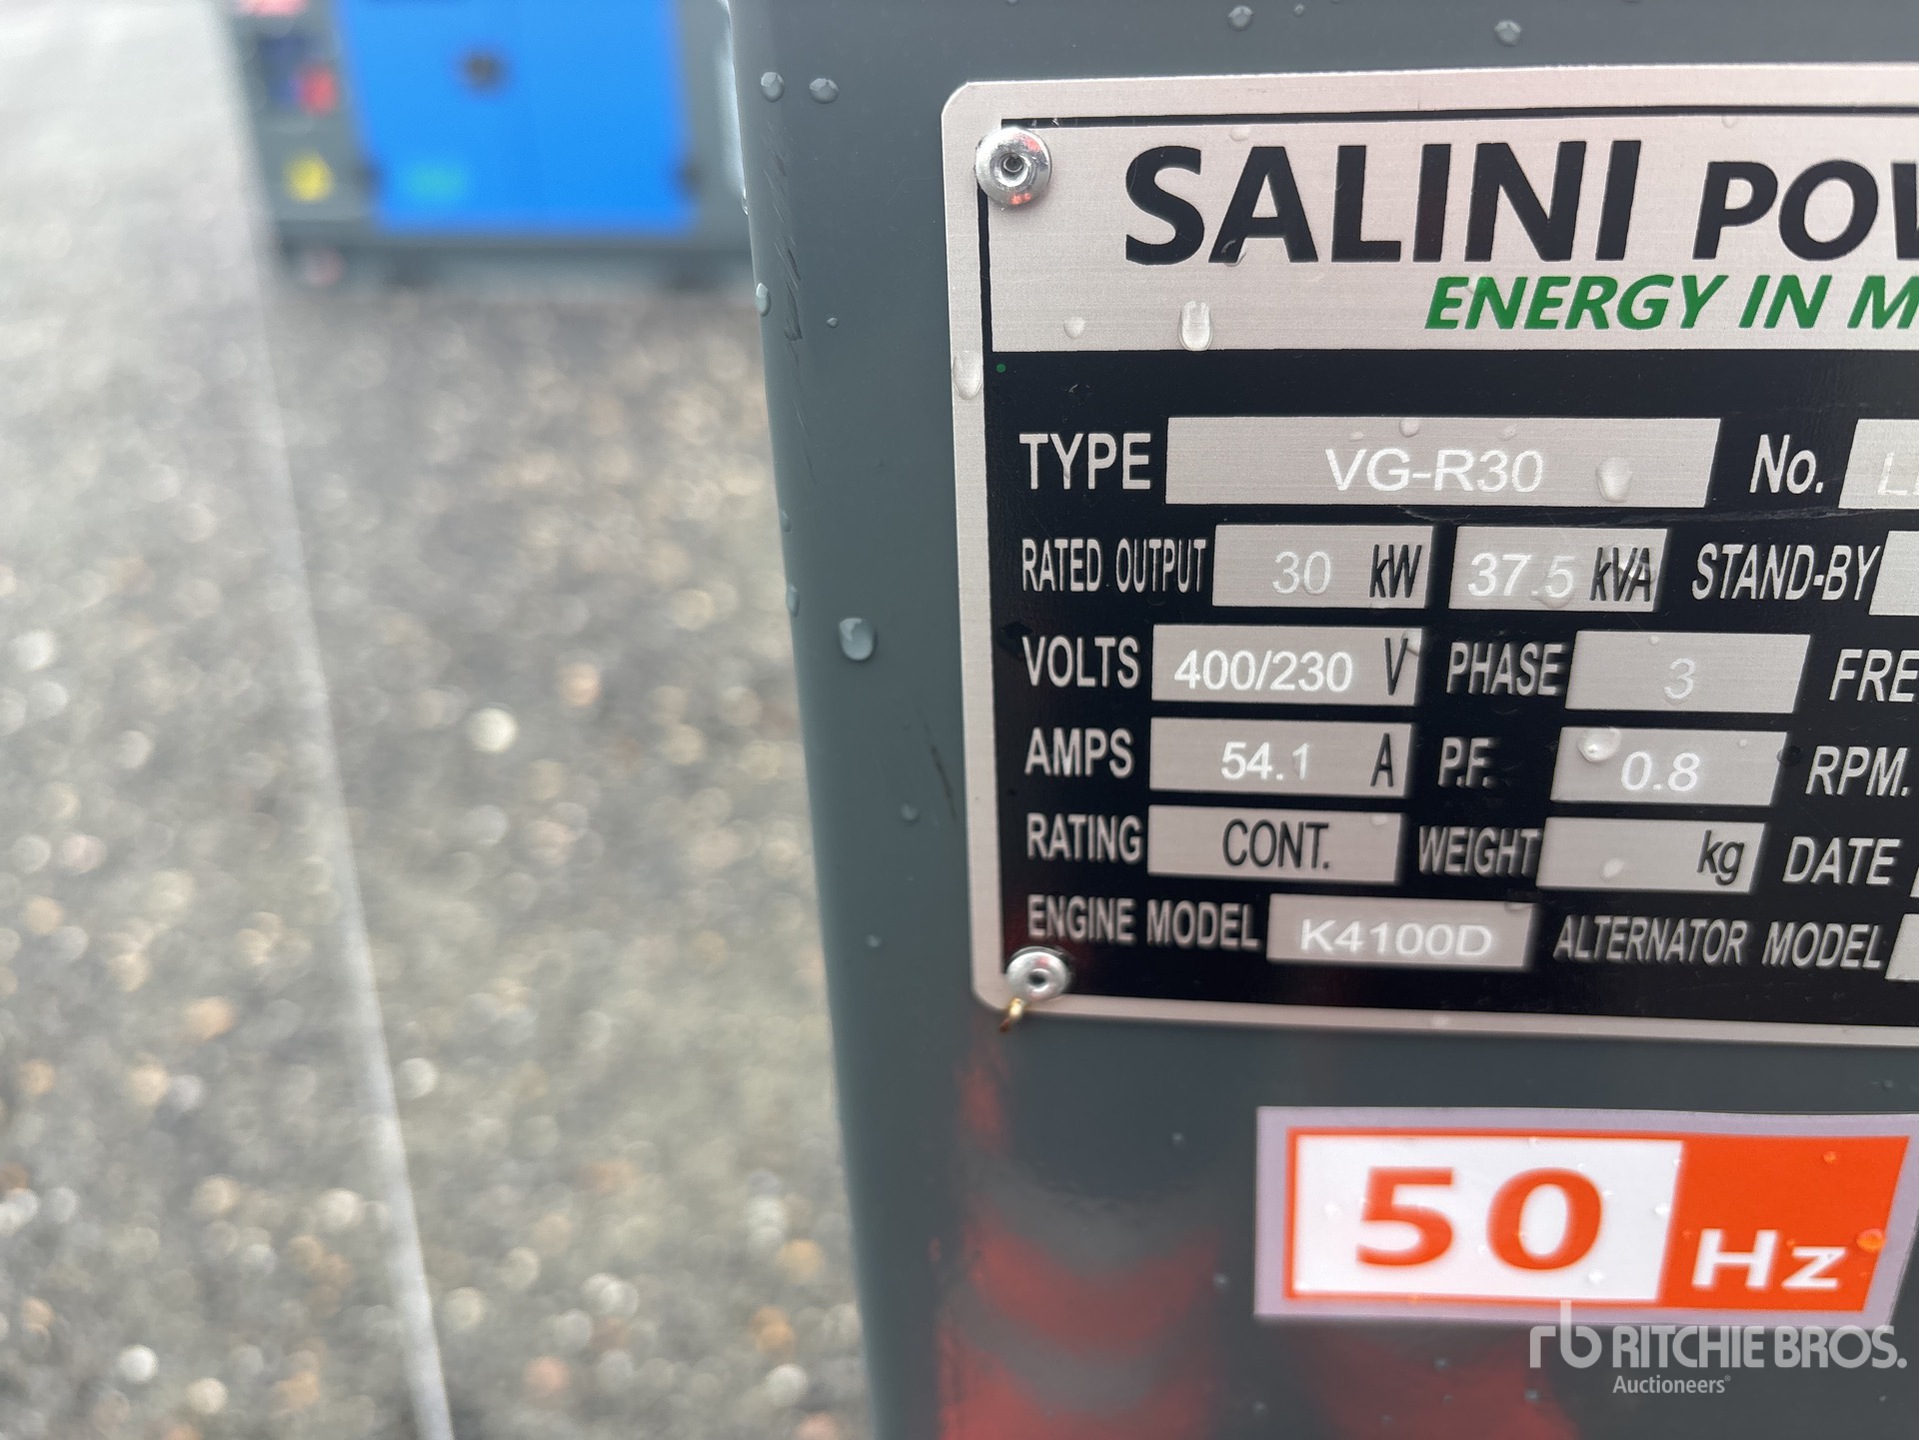 SALINI POW
ENERGY IN M
TYPE VG-R30 No.
RATED OUTPUT 30 kW 37.5 kVA STAND-BY
VOLTS 400/230 V PHASE 3 FRE
AMPS 54.1 A P.F. 0.8 RPM.
RATING CONT. WEIGHT kg DATE
ENGINE MODEL K4100D ALTERNATOR MODEL
50 Hz
rb RITCHIE BROS.
Auctioneers®